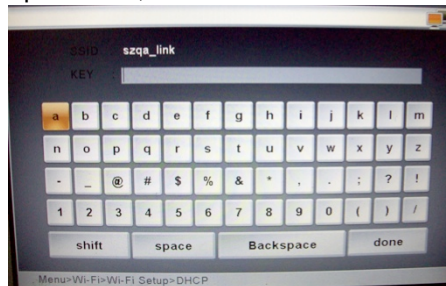 SSID szqa_link
KEY
a b c d e f g h i j k l m
n o p q r s t u v w x y z
- _ @ # $ % & * , . ; ? !
1 2 3 4 5 6 7 8 9 0 ( ) /
shift space Backspace done
Menu>Wi-Fi>Wi-Fi Setup>DHCP